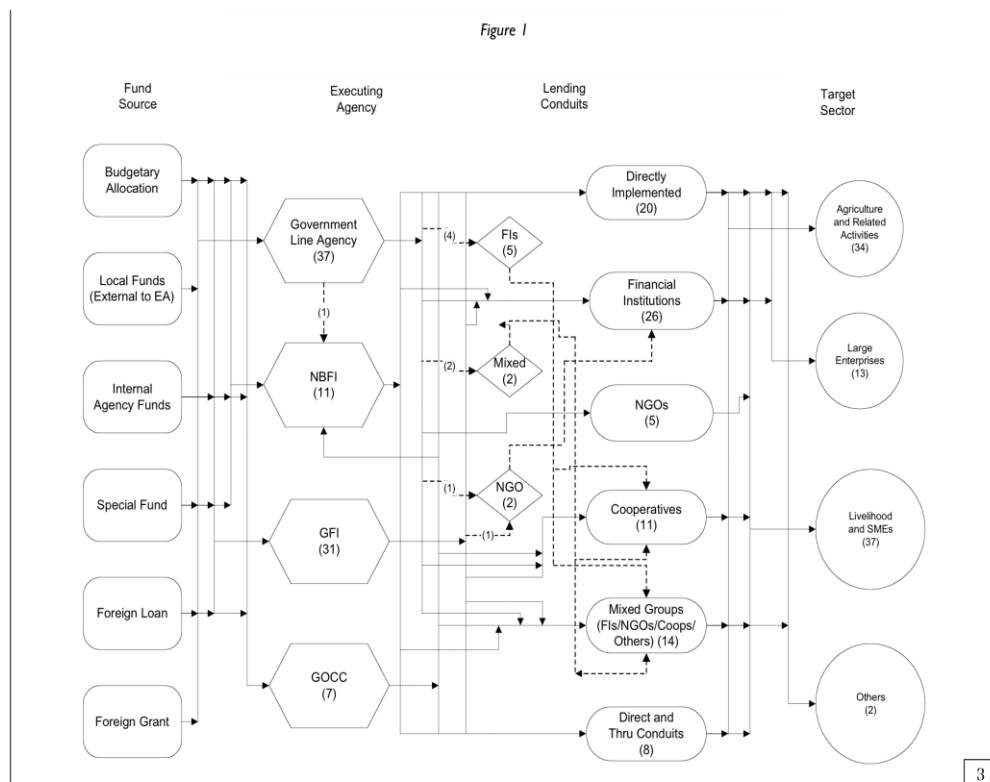 Figure 1
Fund
Source
Executing
Agency
Lending
Conduits
Target
Sector
Budgetary
Allocation
Local Funds
(External to EA)
Internal
Agency Funds
Special Fund
Foreign Loan
Foreign Grant
Government
Line Agency
(37)
(1)
NBFI
(11)
GFI
(31)
GOCC
(7)
(4)
FIs
(5)
(2)
Mixed
(2)
(1)
NGO
(2)
(1)
Directly
Implemented
(20)
Financial
Institutions
(26)
NGOs
(5)
Cooperatives
(11)
Mixed Groups
(FIs/NGOs/Coops/
Others) (14)
Direct and
Thru Conduits
(8)
Agriculture
and Related
Activities
(34)
Large
Enterprises
(13)
Livelihood
and SMEs
(37)
Others
(2)
3